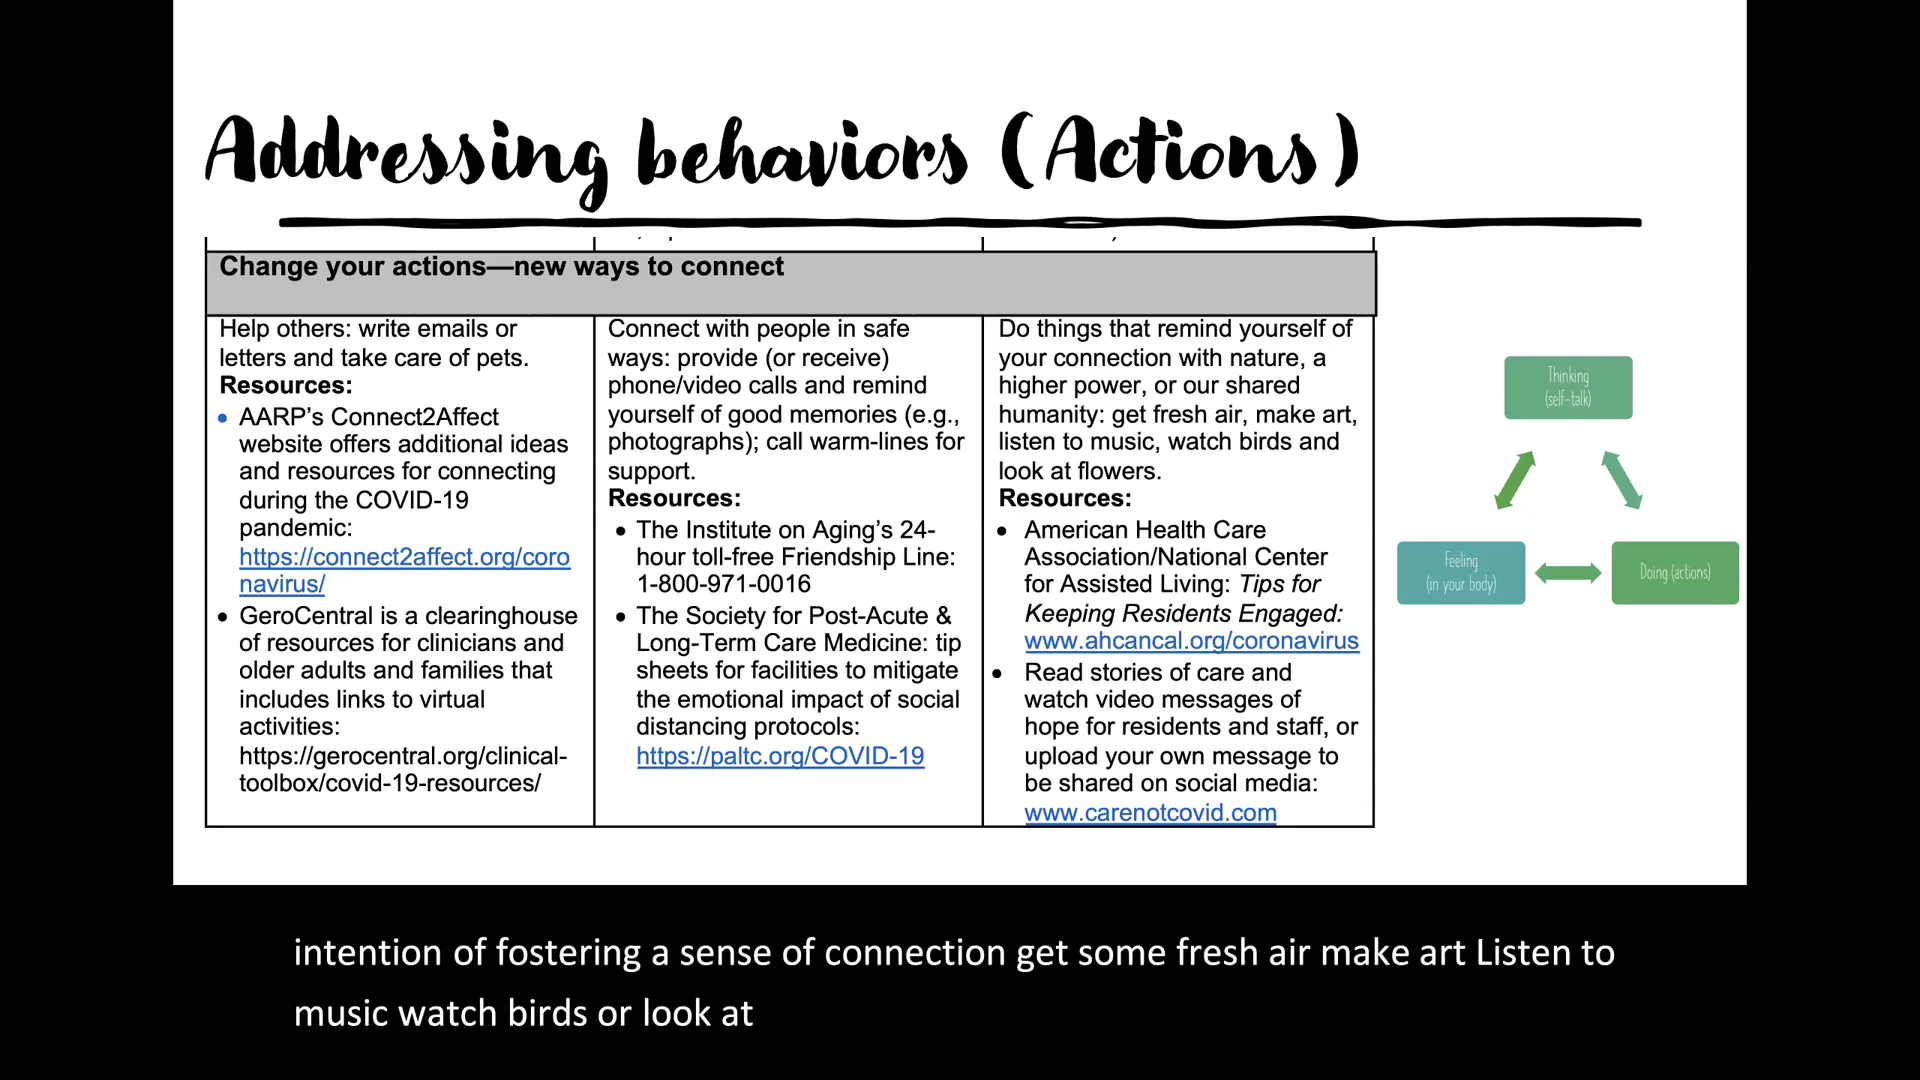 Addressing behaviors (Actions)
Change your actions—new ways to connect
Help others: write emails or
letters and take care of pets.
Resources:
• AARP’s Connect2Affect
website offers additional ideas
and resources for connecting
during the COVID-19
pandemic:
https://connect2affect.org/coro
navirus/
• GeroCentral is a clearinghouse
of resources for clinicians and
older adults and families that
includes links to virtual
activities:
https://gerocentral.org/clinical-
toolbox/covid-19-resources/
Connect with people in safe
ways: provide (or receive)
phone/video calls and remind
yourself of good memories (e.g.,
photographs); call warm-lines for
support.
Resources:
• The Institute on Aging’s 24-
hour toll-free Friendship Line:
1-800-971-0016
• The Society for Post-Acute &
Long-Term Care Medicine: tip
sheets for facilities to mitigate
the emotional impact of social
distancing protocols:
https://paltc.org/COVID-19
Do things that remind yourself of
your connection with nature, a
higher power, or our shared
humanity: get fresh air, make art,
listen to music, watch birds and
look at flowers.
Resources:
• American Health Care
Association/National Center
for Assisted Living: Tips for
Keeping Residents Engaged:
www.ahcancal.org/coronavirus
• Read stories of care and
watch video messages of
hope for residents and staff, or
upload your own message to
be shared on social media:
www.carenotcovid.com
Thinking
(self-talk)
Feeling
(in your body)
Doing (actions)
intention of fostering a sense of connection get some fresh air make art Listen to
music watch birds or look at